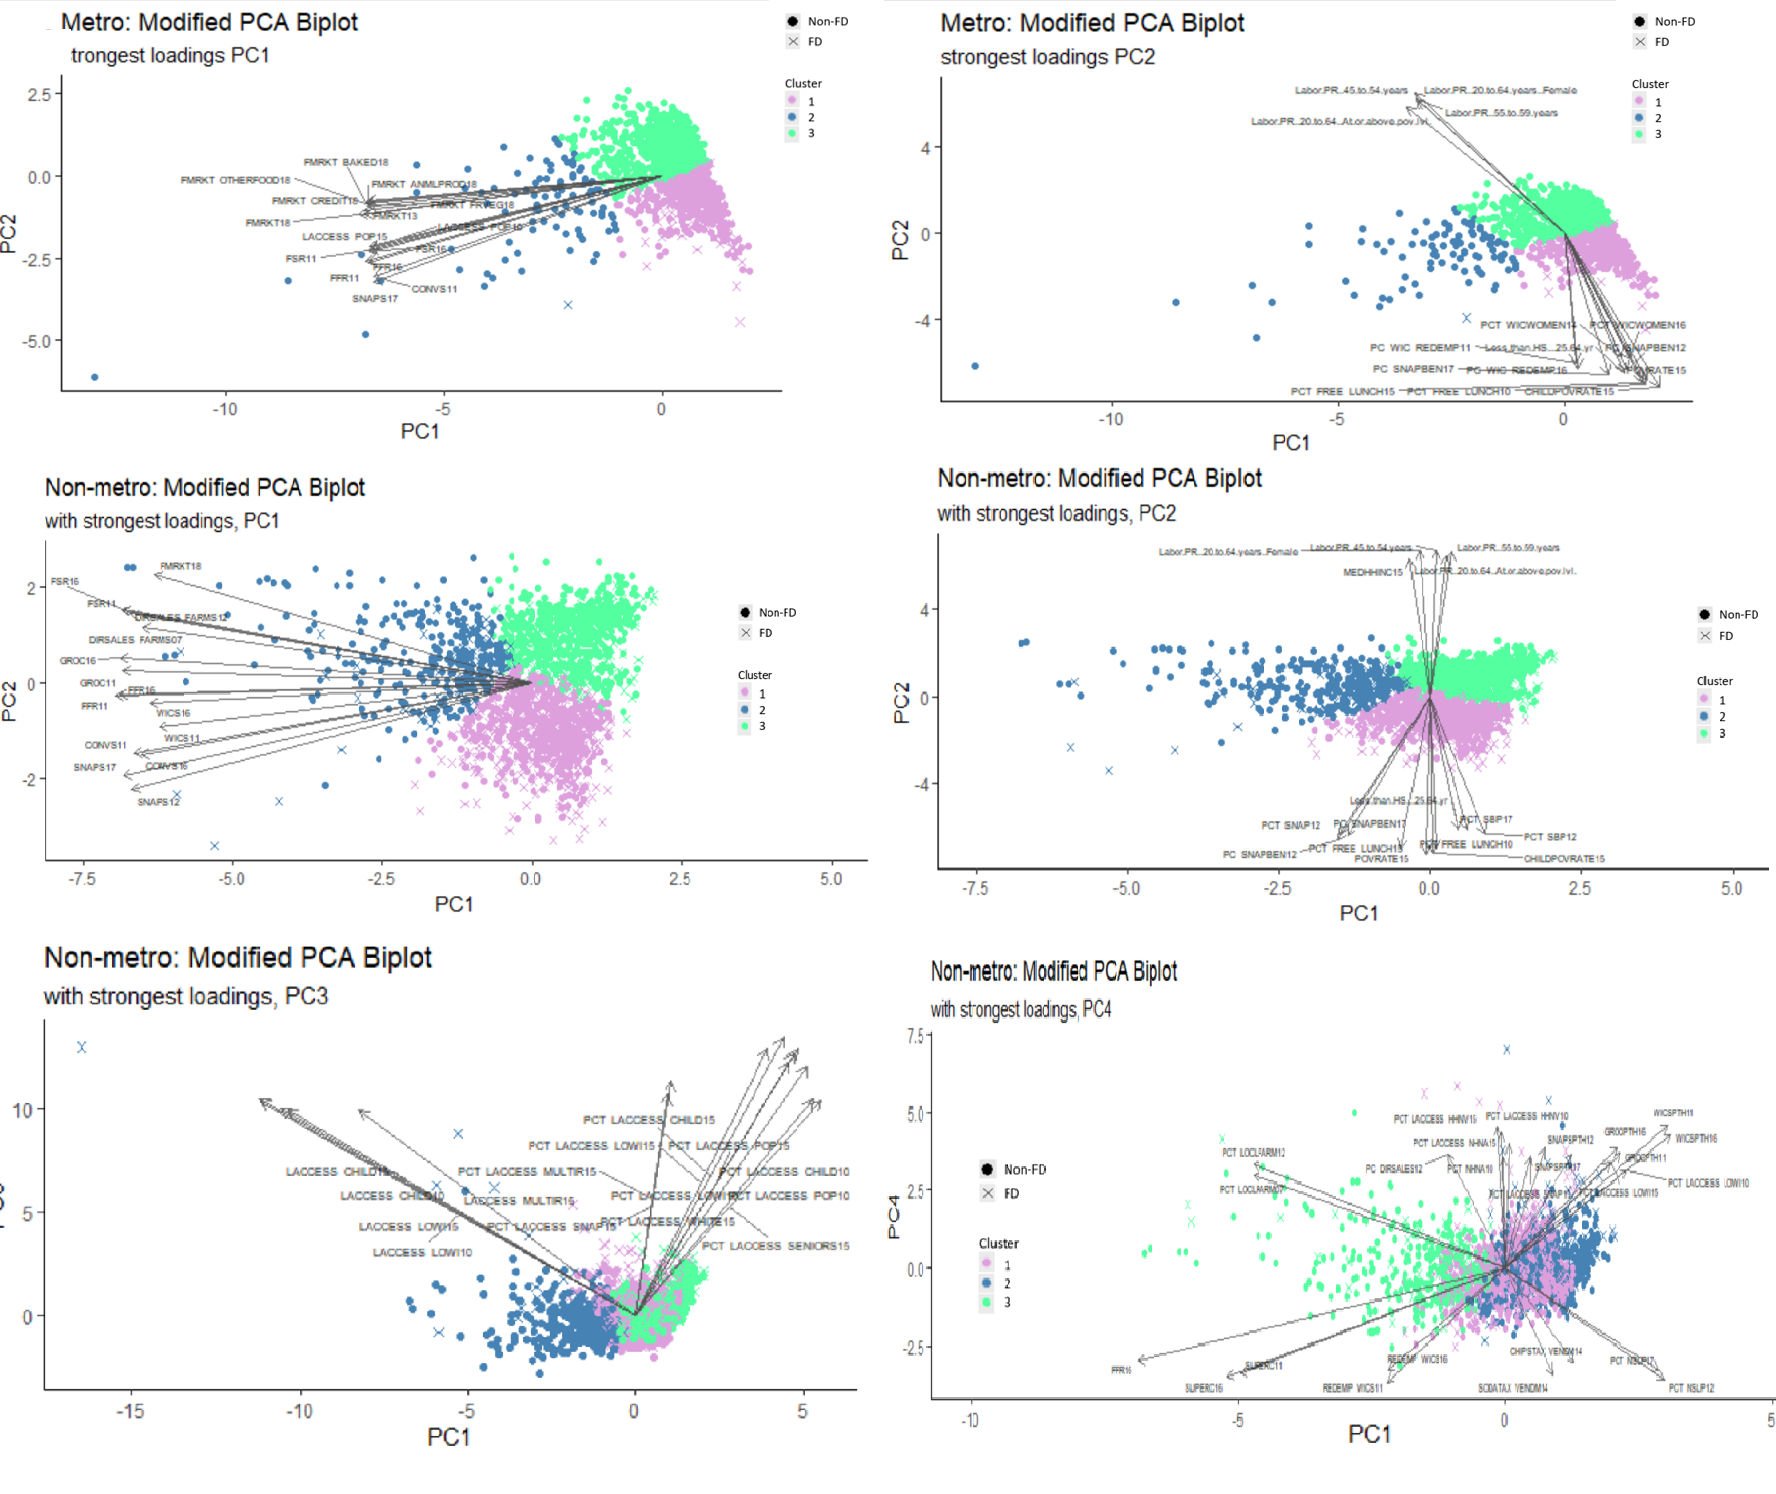 Metro: Modified PCA Biplot
trongest loadings PC1
Non-FD
FD
Cluster
1
2
3
2.5
0.0
-2.5
-5.0
PC2
FMRKT BAKED18
FMRKT OTHERFOOD18
FMRKT ANMLPROD18
FMRKT CREDIT18
FMRKT FRVEG18
FMRKT18
FMRKT13
LACCESS POP10
LACCESS POP15
FSR16
FSR11
FFR16
FFR11
CONVS11
SNAPS17
-10
-5
0
PC1
Metro: Modified PCA Biplot
strongest loadings PC2
Non-FD
FD
Cluster
1
2
3
4
0
-4
PC2
Labor.PR..45.to.54.years
Labor.PR..20.to.64.years..Female
Labor.PR..55.to.59.years
Labor.PR..20.to.64..At.or.above.pov.lvl.
PCT WICWOMEN14
PCT WICWOMEN16
PC WIC REDEMP11
Less.than.HS...25.64.yr
PC SNAPBEN12
PC SNAPBEN17
PC WIC REDEMP16
POVRATE15
PCT FREE LUNCH15
PCT FREE LUNCH10
CHILDPOVRATE15
-10
-5
0
PC1
Non-metro: Modified PCA Biplot
with strongest loadings, PC1
2
0
-2
PC2
FMRKT18
FSR16
FSR11
DIRSALES FARMS12
DIRSALES FARMS07
GROC16
GROC11
FFR16
FFR11
WICS16
WICS11
CONVS11
CONVS16
SNAPS17
SNAPS12
Non-FD
FD
Cluster
1
2
3
-7.5
-5.0
-2.5
0.0
2.5
5.0
PC1
Non-metro: Modified PCA Biplot
with strongest loadings, PC2
4
0
-4
PC2
Labor.PR..20.to.64.years..Female
Labor.PR..45.to.54.years
Labor.PR..55.to.59.years
MEDHHINC15
Labor.PR..20.to.64..At.or.above.pov.lvl.
Less.than.HS...25.64.yr
PCT SNAP12
PC SNAPBEN17
PCT SBP17
PCT SBP12
PC SNAPBEN12
PCT FREE LUNCH15
PCT FREE LUNCH10
POVRATE15
CHILDPOVRATE15
Non-FD
FD
Cluster
1
2
3
-7.5
-5.0
-2.5
0.0
2.5
5.0
PC1
Non-metro: Modified PCA Biplot
with strongest loadings, PC3
10
5
0
PCT LACCESS CHILD15
PCT LACCESS LOWI15
PCT LACCESS POP15
LACCESS CHILD15
PCT LACCESS MULTIR15
PCT LACCESS CHILD10
LACCESS CHILD10
LACCESS MULTIR15
PCT LACCESS LOWI10
PCT LACCESS POP10
LACCESS LOWI15
PCT LACCESS SNAP15
PCT LACCESS WHITE15
LACCESS LOWI10
PCT LACCESS SENIORS15
-15
-10
-5
0
5
PC1
Non-metro: Modified PCA Biplot
with strongest loadings, PC4
7.5
5.0
2.5
0.0
-2.5
PC4
PCT LACCESS HHNV15
PCT LACCESS HHNV10
WICSPTH11
WICSPTH16
PCT LOCLFARM12
PCT LACCESS NHNA15
SNAPSPTH12
GROCPTH16
GROCPTH11
PC DIRSALES12
PCT NHNA10
SNAPSPTH17
PCT LACCESS LOWI10
PCT LOCLFARM07
PCT LACCESS SNAP15
PCT LACCESS LOWI15
Non-FD
FD
Cluster
1
2
3
FFR16
SUPERC11
SUPERC16
REDEMP WICS16
REDEMP WICS11
CHIPSTAX VENDM14
SODATAX VENDM14
PCT NSLP17
PCT NSLP12
-10
-5
0
5
PC1